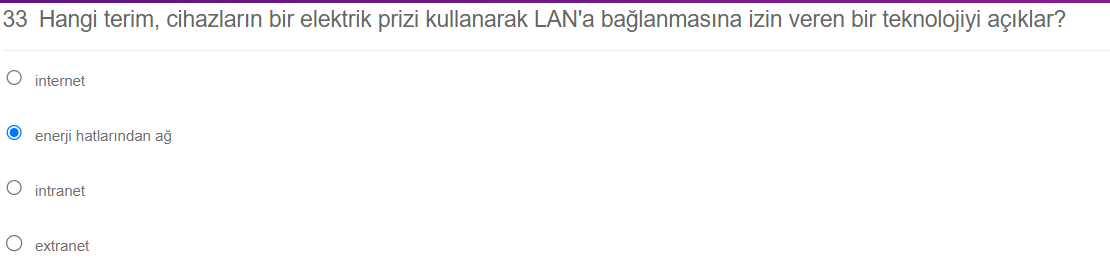 33 Hangi terim, cihazların bir elektrik prizi kullanarak LAN'a bağlanmasına izin veren bir teknolojiyi açıklar?
internet
enerji hatlarından ağ
intranet
extranet